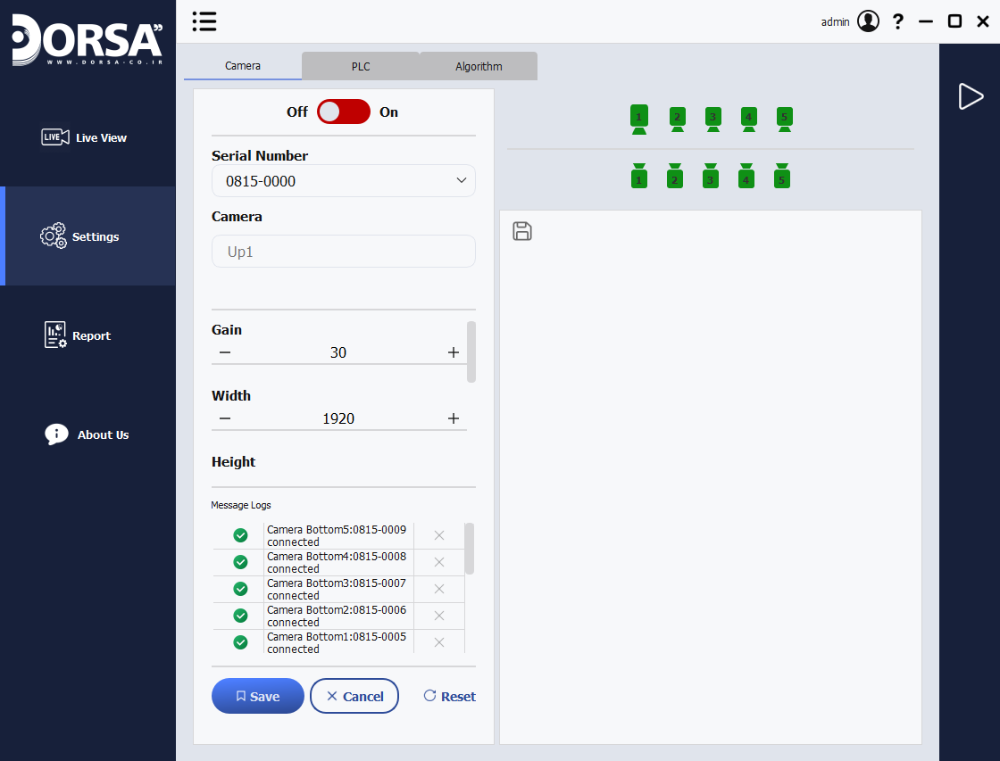 DORSA
WWW.DORSA-CO.IR
admin
?
Camera
PLC
Algorithm
LIVE
Live View
Settings
Report
About Us
Off
On
Serial Number
0815-0000
Camera
Up1
Gain
30
Width
1920
Height
Message Logs
Camera Bottom5:0815-0009
connected
Camera Bottom4:0815-0008
connected
Camera Bottom3:0815-0007
connected
Camera Bottom2:0815-0006
connected
Camera Bottom1:0815-0005
connected
Save
Cancel
Reset
1 2 3 4 5
1 2 3 4 5